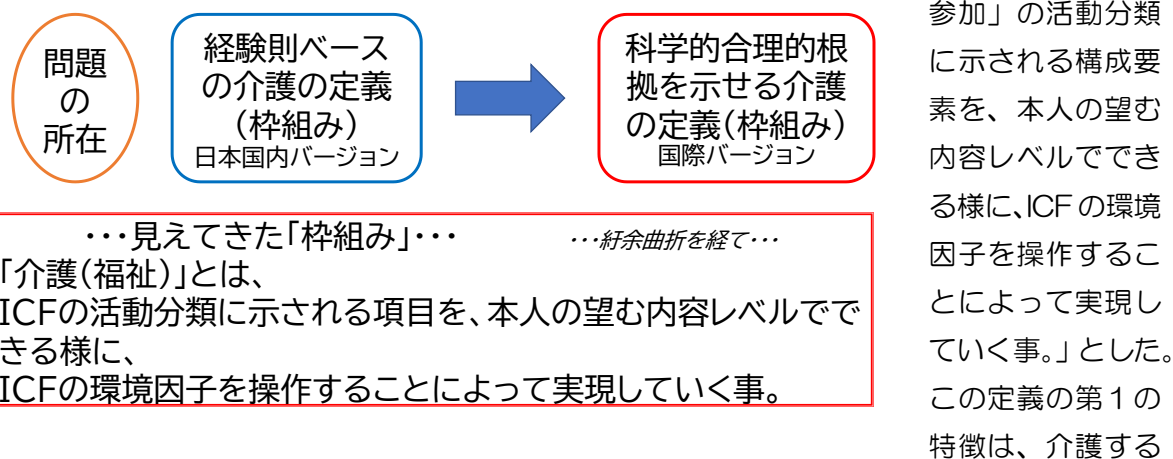 問題
の
所在
経験則ベース
の介護の定義
(枠組み)
日本国内バージョン
科学的合理的根
拠を示せる介護
の定義(枠組み)
国際バージョン
・・・見えてきた「枠組み」・・・ ・・・紆余曲折を経て・・・
「介護(福祉)」とは、
ICFの活動分類に示される項目を、本人の望む内容レベルでで
きる様に、
ICFの環境因子を操作することによって実現していく事。
参加」の活動分類
に示される構成要
素を、本人の望む
内容レベルででき
る様に、ICFの環境
因子を操作するこ
とによって実現し
ていく事。」とした。
この定義の第1の
特徴は、介護する